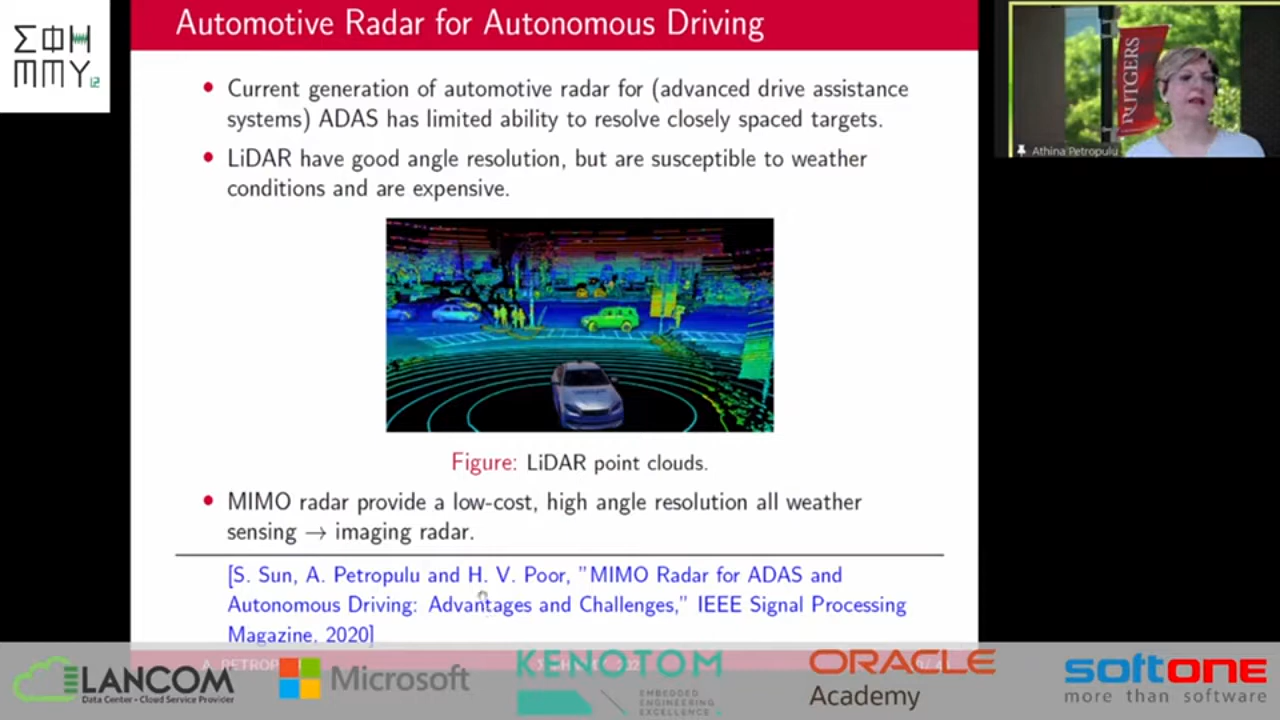 ΣΦΗ
ΜΜΥ 12
Automotive Radar for Autonomous Driving
Current generation of automotive radar for (advanced drive assistance
systems) ADAS has limited ability to resolve closely spaced targets.
LiDAR have good angle resolution, but are susceptible to weather
conditions and are expensive.
Figure: LiDAR point clouds.
MIMO radar provide a low-cost, high angle resolution all weather
sensing → imaging radar.
[S. Sun, A. Petropulu and H. V. Poor, "MIMO Radar for ADAS and
Autonomous Driving: Advantages and Challenges," IEEE Signal Processing
Magazine, 2020]
RUTGERS
Athina Petropulu
A. PETROP
LANCOM
Data Center • Cloud Service Provider
Microsoft
KENOTOM
EMBEDDED
ENGINEERING
EXCELLENCE
ORACLE
Academy
softone
more than software